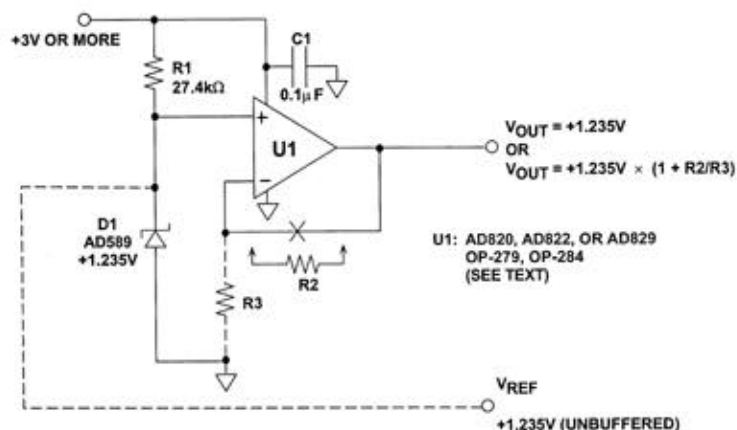 +3V OR MORE
R1
27.4kΩ
C1
0.1μF
+
U1
−
D1
AD589
+1.235V
R2
R3
VOUT = +1.235V
OR
VOUT = +1.235V × (1 + R2/R3)
U1: AD820, AD822, OR AD829
OP-279, OP-284
(SEE TEXT)
VREF
+1.235V (UNBUFFERED)